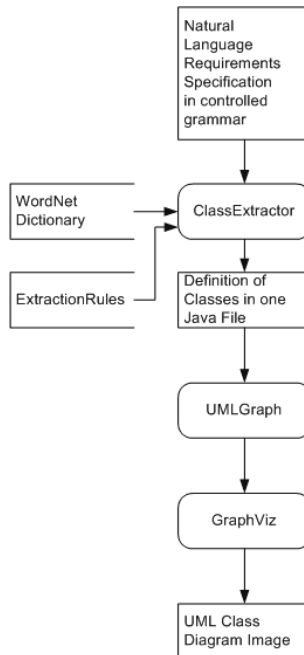 Natural
Language
Requirements
Specification
in controlled
grammar
WordNet
Dictionary
ClassExtractor
ExtractionRules
Definition of
Classes in one
Java File
UMLGraph
GraphViz
UML Class
Diagram Image